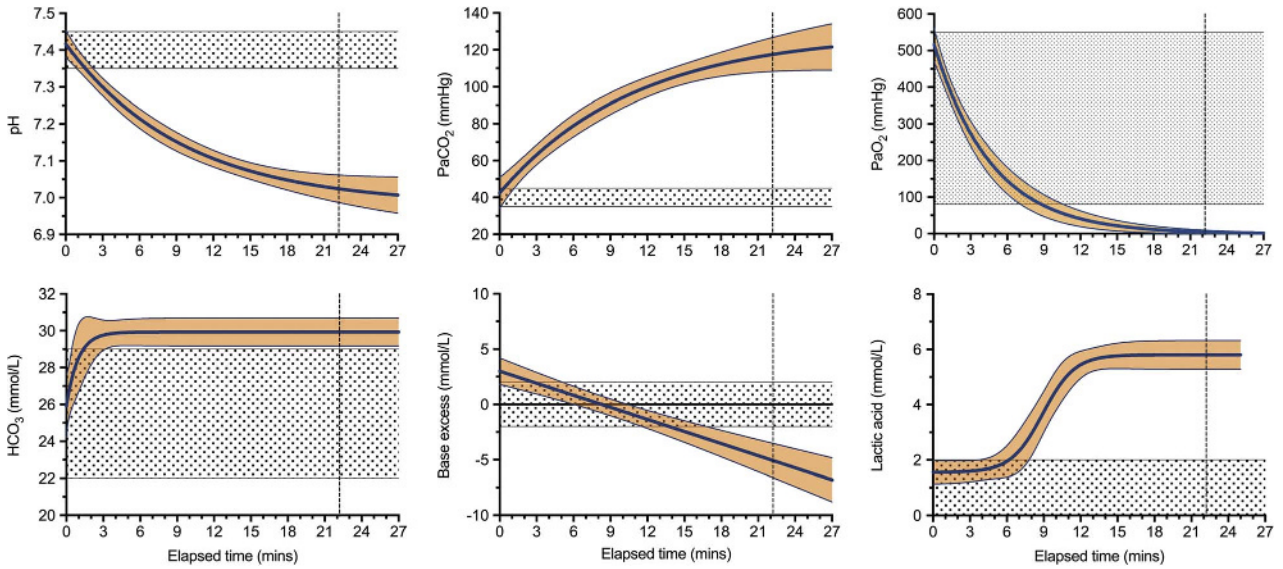 pH
7.5
7.4
7.3
7.2
7.1
7.0
6.9
0 3 6 9 12 15 18 21 24 27
PaCO2 (mmHg)
140
120
100
80
60
40
20
0 3 6 9 12 15 18 21 24 27
PaO2 (mmHg)
600
500
400
300
200
100
0
0 3 6 9 12 15 18 21 24 27
HCO3 (mmol/L)
32
30
28
26
24
22
20
0 3 6 9 12 15 18 21 24 27
Elapsed time (mins)
Base excess (mmol/L)
10
5
0
-5
-10
0 3 6 9 12 15 18 21 24 27
Elapsed time (mins)
Lactic acid (mmol/L)
8
6
4
2
0
0 3 6 9 12 15 18 21 24 27
Elapsed time (mins)